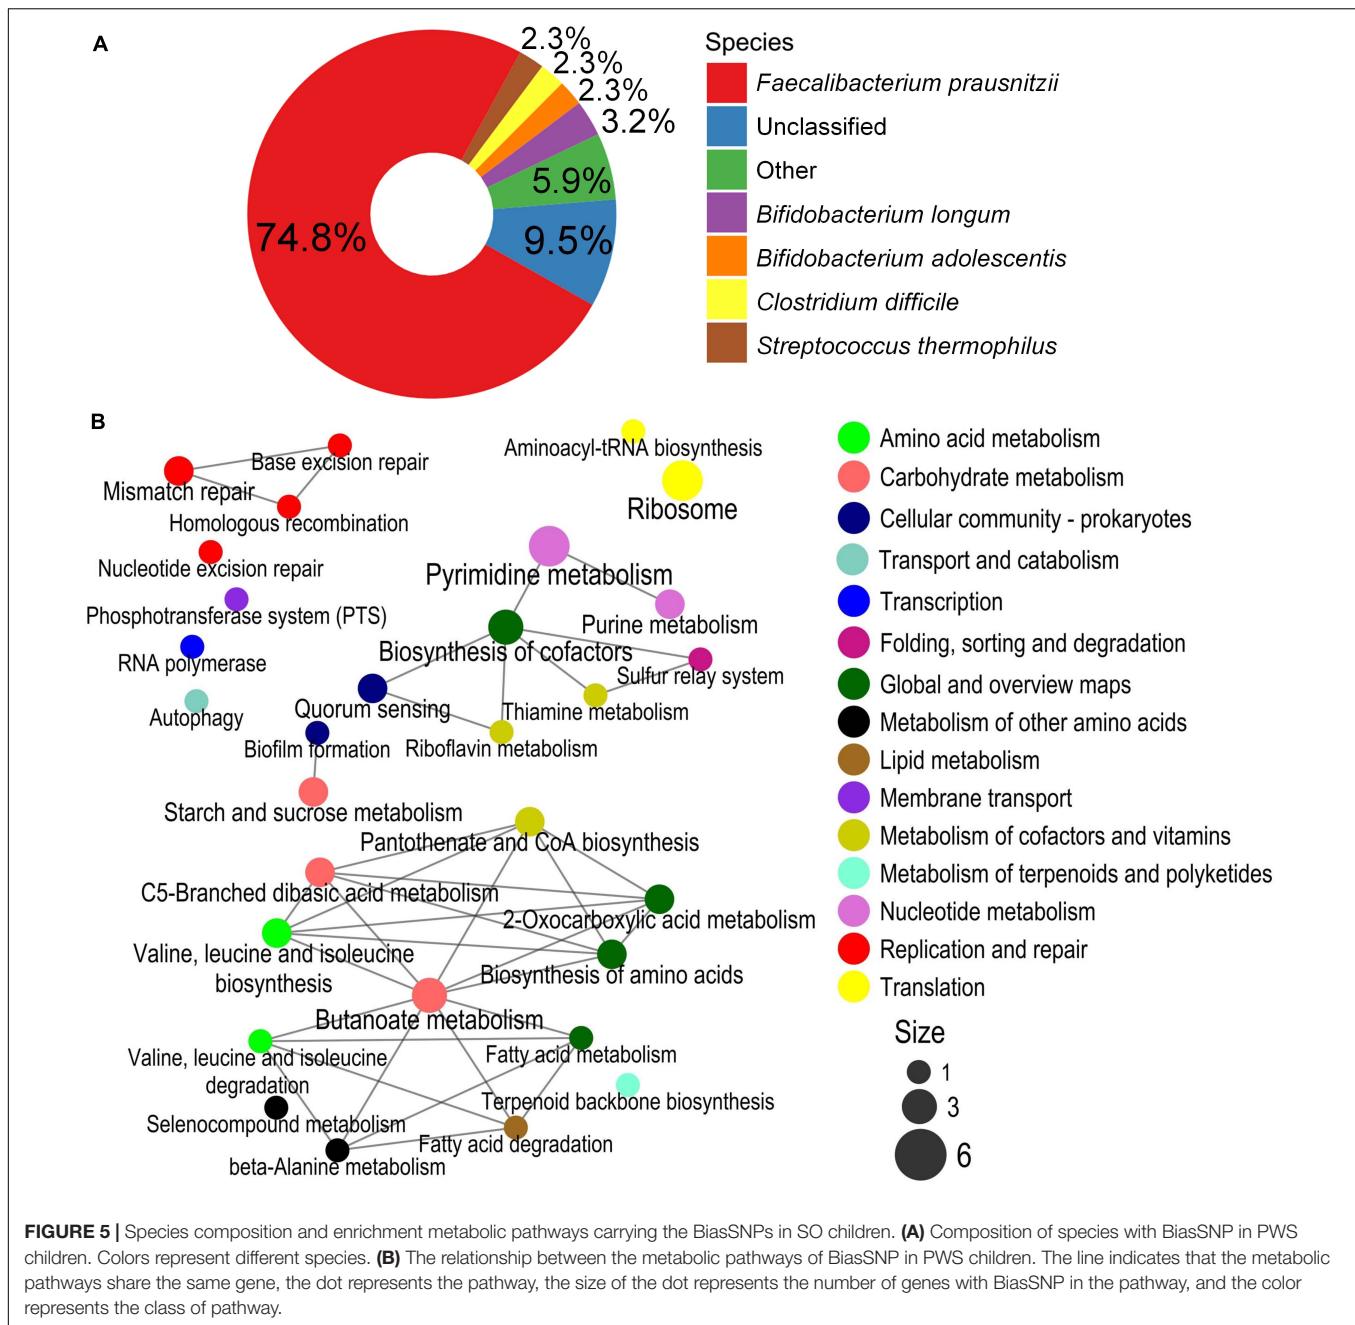 A
2.3%
2.3%
2.3%
3.2%
5.9%
74.8%
9.5%
Species
Faecalibacterium prausnitzii
Unclassified
Other
Bifidobacterium longum
Bifidobacterium adolescentis
Clostridium difficile
Streptococcus thermophilus
B
Base excision repair
Mismatch repair
Homologous recombination
Nucleotide excision repair
Phosphotransferase system (PTS)
RNA polymerase
Autophagy
Aminoacyl-tRNA biosynthesis
Ribosome
Pyrimidine metabolism
Purine metabolism
Biosynthesis of cofactors
Sulfur relay system
Quorum sensing
Thiamine metabolism
Biofilm formation
Riboflavin metabolism
Starch and sucrose metabolism
Pantothenate and CoA biosynthesis
C5-Branched dibasic acid metabolism
2-Oxocarboxylic acid metabolism
Valine, leucine and isoleucine
biosynthesis
Biosynthesis of amino acids
Butanoate metabolism
Valine, leucine and isoleucine
degradation
Fatty acid metabolism
Terpenoid backbone biosynthesis
Selenocompound metabolism
Fatty acid degradation
beta-Alanine metabolism
Amino acid metabolism
Carbohydrate metabolism
Cellular community - prokaryotes
Transport and catabolism
Transcription
Folding, sorting and degradation
Global and overview maps
Metabolism of other amino acids
Lipid metabolism
Membrane transport
Metabolism of cofactors and vitamins
Metabolism of terpenoids and polyketides
Nucleotide metabolism
Replication and repair
Translation
Size
1
3
6
FIGURE 5 | Species composition and enrichment metabolic pathways carrying the BiasSNPs in SO children. (A) Composition of species with BiasSNP in PWS
children. Colors represent different species. (B) The relationship between the metabolic pathways of BiasSNP in PWS children. The line indicates that the metabolic
pathways share the same gene, the dot represents the pathway, the size of the dot represents the number of genes with BiasSNP in the pathway, and the color
represents the class of pathway.